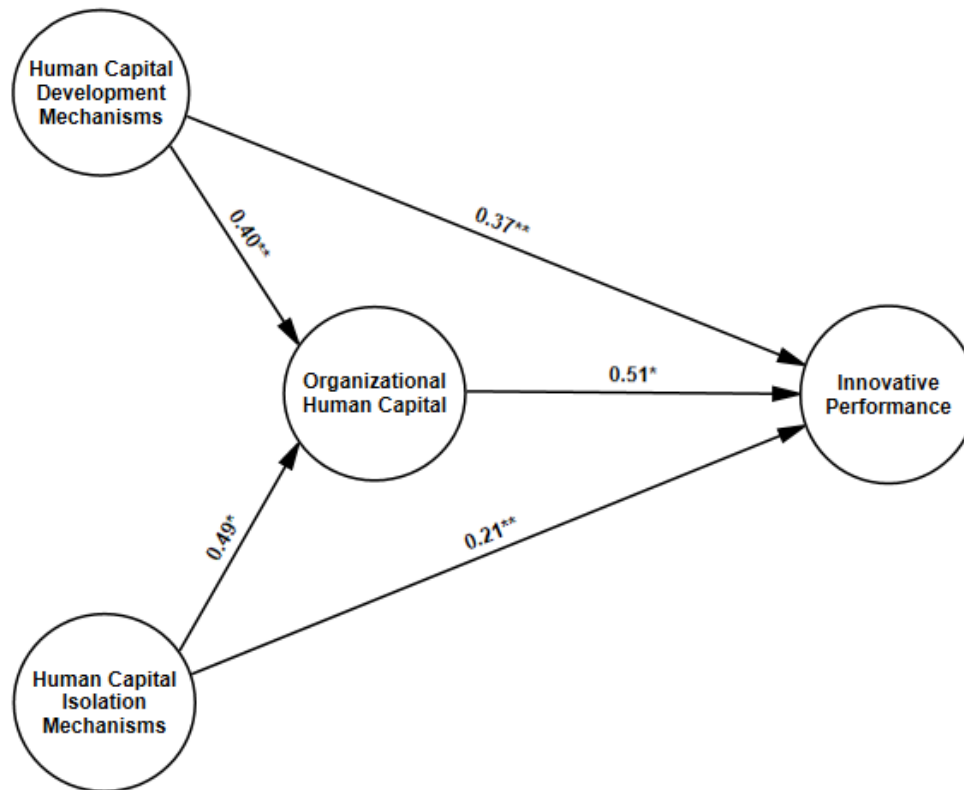 Human Capital
Development
Mechanisms
0.40**
0.37**
Organizational
Human Capital
0.51*
Innovative
Performance
0.49*
0.21**
Human Capital
Isolation
Mechanisms